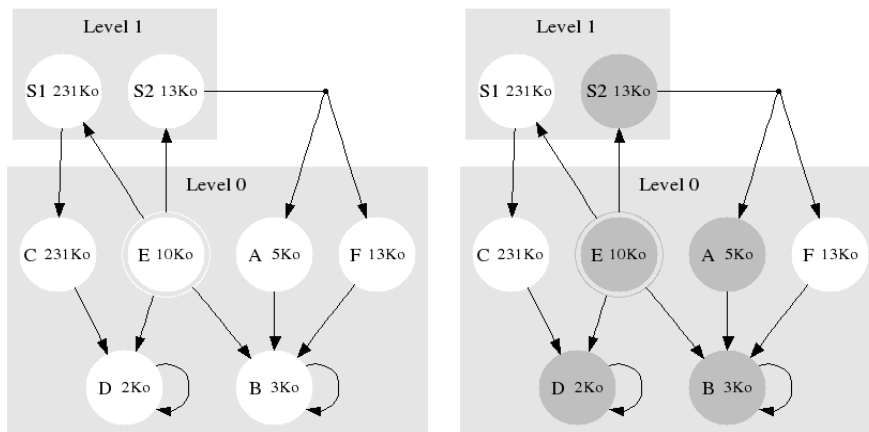 Level 1
S1 231Ko
S2 13Ko
Level 0
C 231Ko
E 10Ko
A 5Ko
F 13Ko
D 2Ko
B 3Ko
Level 1
S1 231Ko
S2 13Ko
Level 0
C 231Ko
E 10Ko
A 5Ko
F 13Ko
D 2Ko
B 3Ko